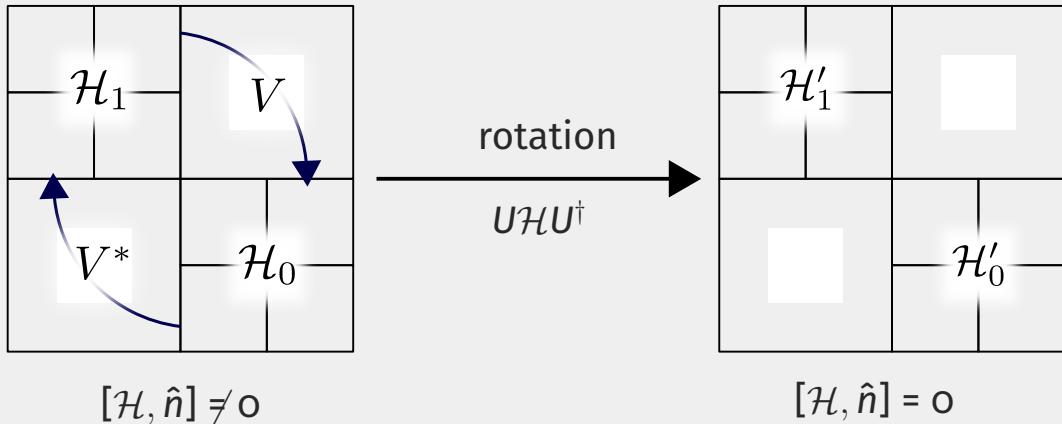 ℋ₁
V
V*
ℋ₀
[ℋ, n̂] ≠ 0
rotation
UℋU†
ℋ′₁
ℋ′₀
[ℋ, n̂] = 0